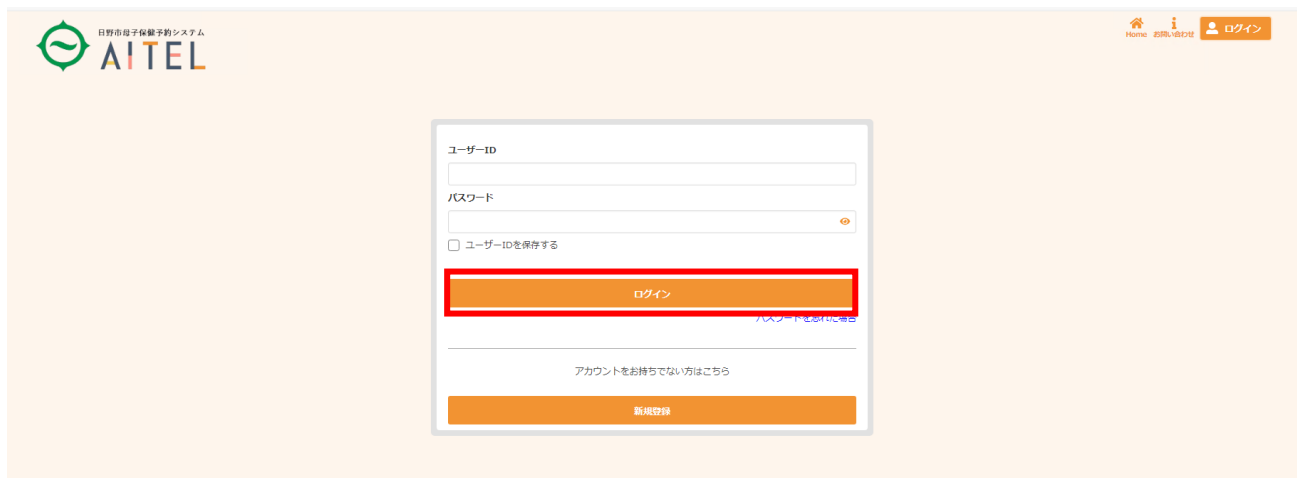 日野市母子保健予約システム
AITEL
Home
お問い合わせ
ログイン
ユーザーID
パスワード
ユーザーIDを保存する
ログイン
パスワードを忘れた場合
アカウントをお持ちでない方はこちら
新規登録